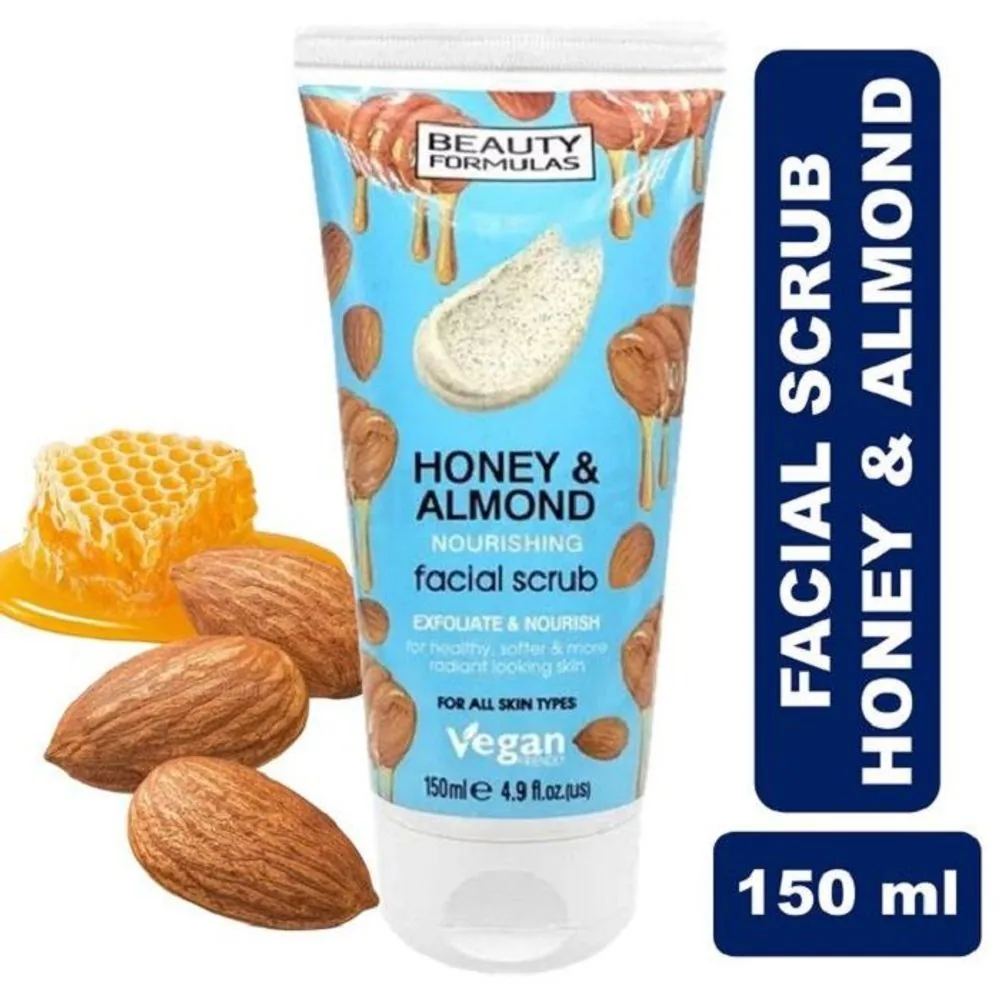 BEAUTY
FORMULAS
HONEY &
ALMOND
NOURISHING
facial scrub
EXFOLIATE & NOURISH
for healthy, softer & more
radiant looking skin
FOR ALL SKIN TYPES
Vegan
FRIENDLY
150ml e 4.9 fl.oz.(us)
FACIAL SCRUB
HONEY & ALMOND
150 ml